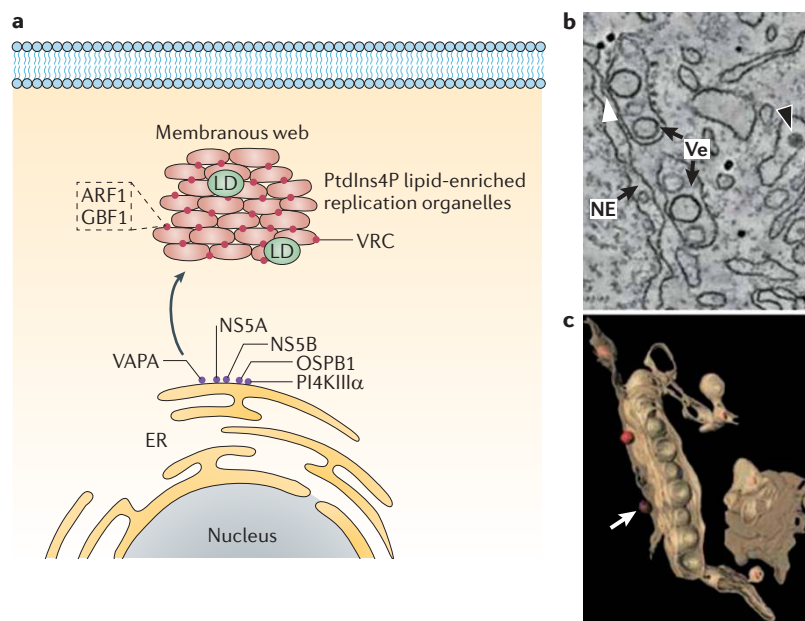 a
Membranous web
LD
ARF1
GBF1
PtdIns4P lipid-enriched
replication organelles
VRC
LD
NS5A
NS5B
VAPA
OSPB1
PI4KIIIα
ER
Nucleus
b
Ve
NE
c